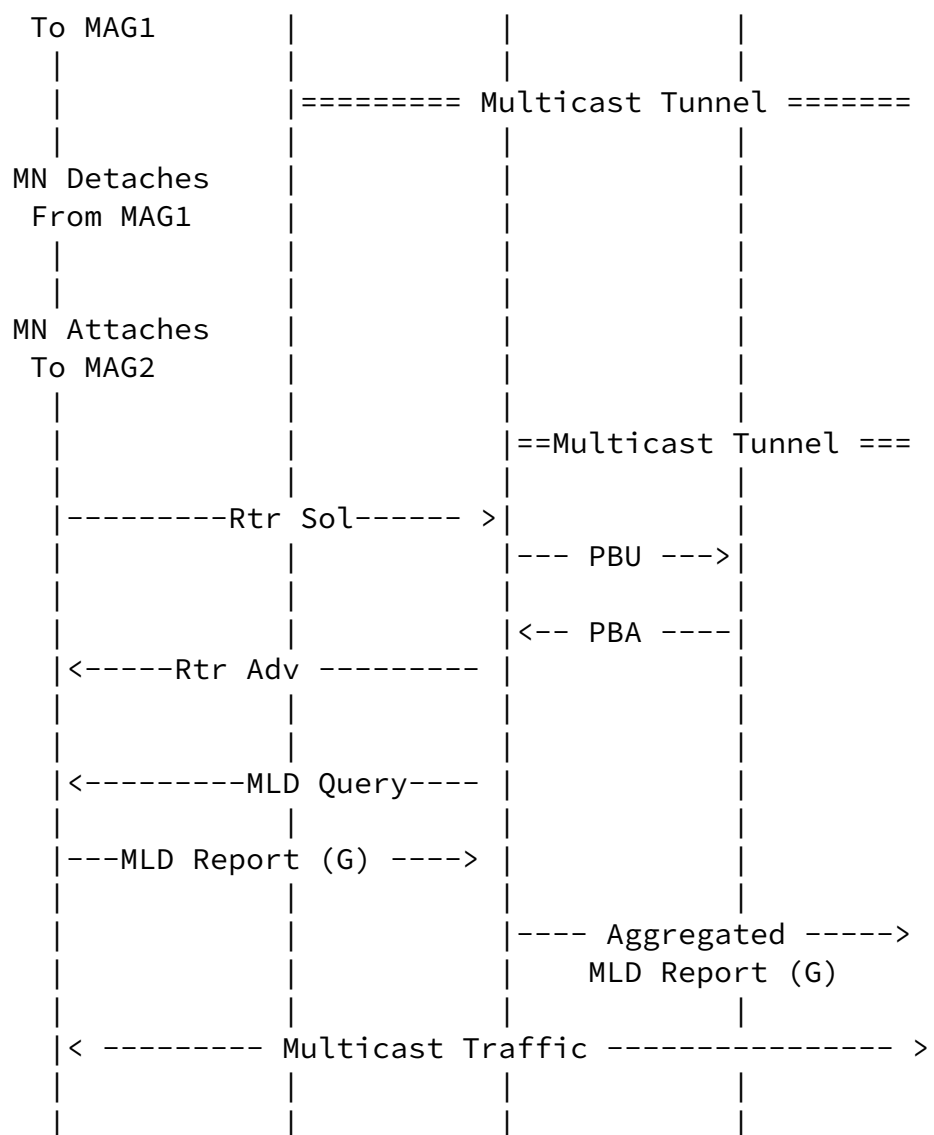 To MAG1
========= Multicast Tunnel =======
MN Detaches
From MAG1
MN Attaches
To MAG2
==Multicast Tunnel ===
|---------Rtr Sol------ >|
|--- PBU --->|
|<-- PBA ----|
|<-----Rtr Adv ---------
|<---------MLD Query----
|---MLD Report (G) ---->
|---- Aggregated ----->
MLD Report (G)
|< --------- Multicast Traffic ---------------- >